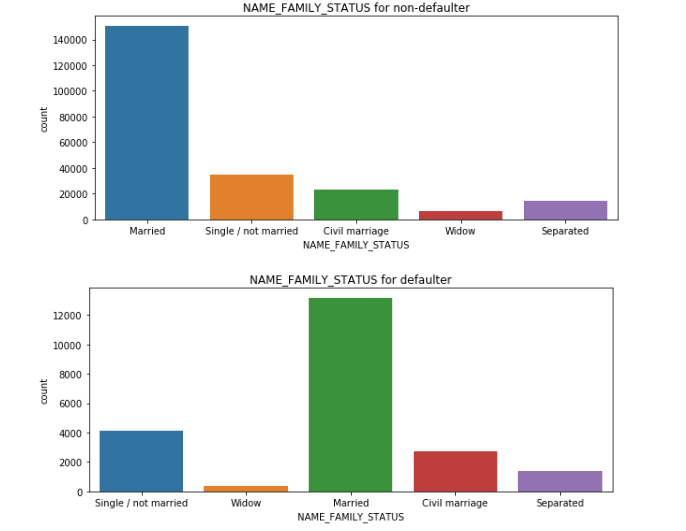 NAME_FAMILY_STATUS for non-defaulter
140000
120000
100000
80000
60000
40000
20000
0
count
Married Single / not married Civil marriage Widow Separated
NAME_FAMILY_STATUS
NAME_FAMILY_STATUS for defaulter
12000
10000
8000
6000
4000
2000
0
count
Single / not married Widow Married Civil marriage Separated
NAME_FAMILY_STATUS